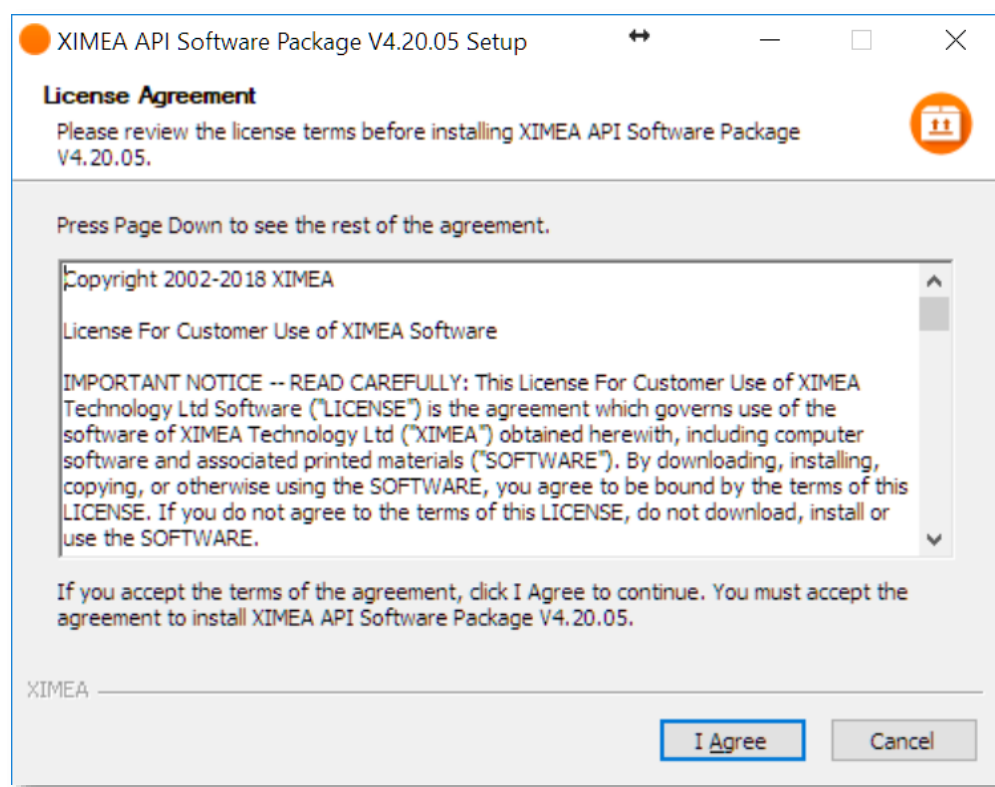 XIMEA API Software Package V4.20.05 Setup
License Agreement
Please review the license terms before installing XIMEA API Software Package
V4.20.05.
Press Page Down to see the rest of the agreement.
Copyright 2002-2018 XIMEA
License For Customer Use of XIMEA Software
IMPORTANT NOTICE -- READ CAREFULLY: This License For Customer Use of XIMEA
Technology Ltd Software ("LICENSE") is the agreement which governs use of the
software of XIMEA Technology Ltd ("XIMEA") obtained herewith, including computer
software and associated printed materials ("SOFTWARE"). By downloading, installing,
copying, or otherwise using the SOFTWARE, you agree to be bound by the terms of this
LICENSE. If you do not agree to the terms of this LICENSE, do not download, install or
use the SOFTWARE.
If you accept the terms of the agreement, click I Agree to continue. You must accept the
agreement to install XIMEA API Software Package V4.20.05.
XIMEA
I Agree
Cancel